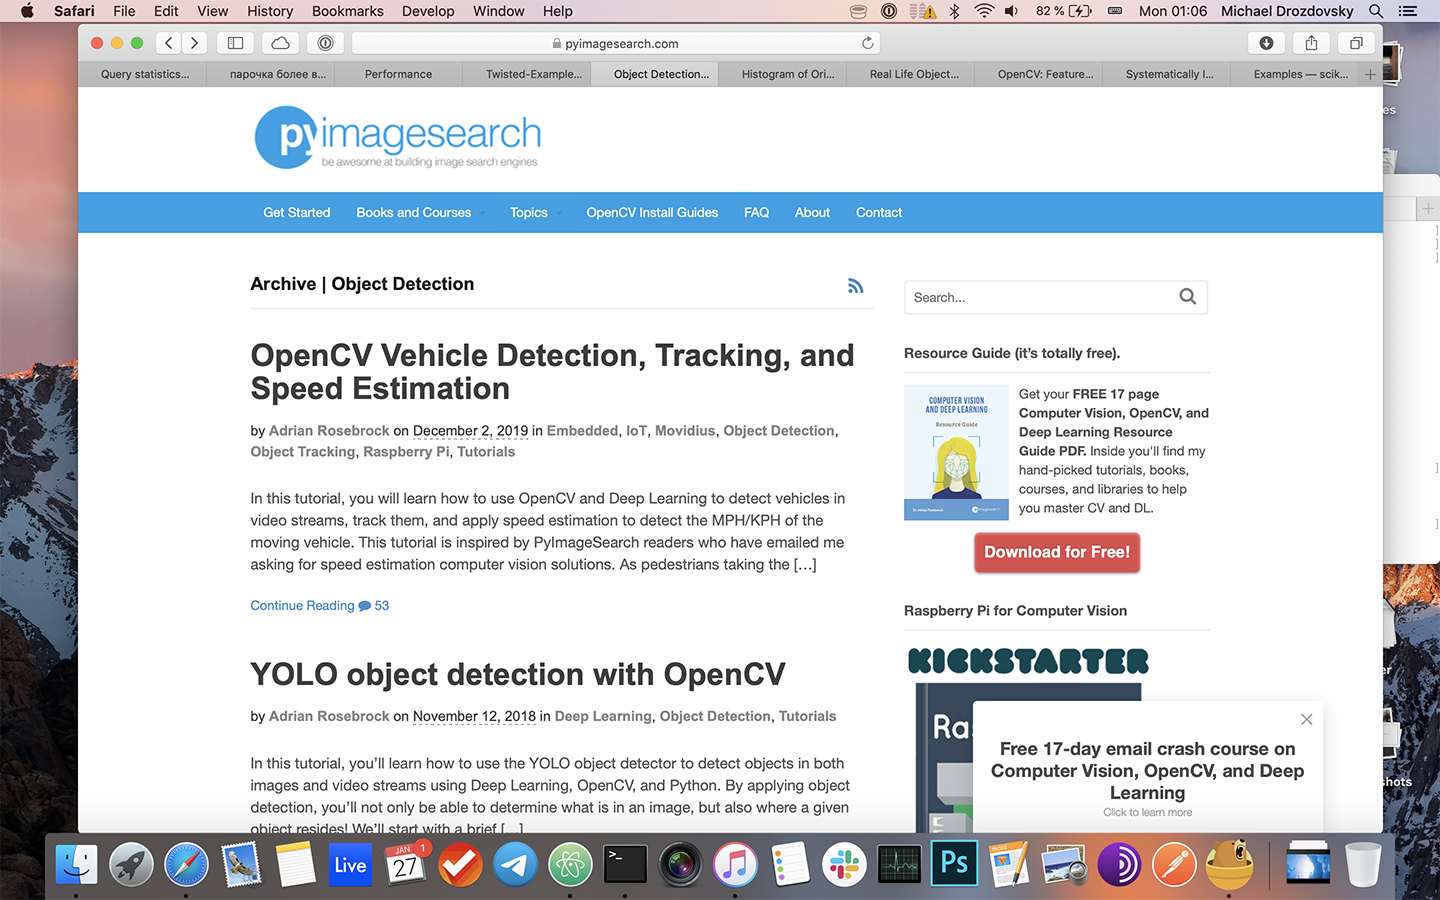 Safari File Edit View History Bookmarks Develop Window Help 82 % Mon 01:06 Michael Drozdovsky
pyimagesearch.com
Query statistics... парочка более в... Performance Twisted-Example... Object Detection... Histogram of Ori... Real Life Object... OpenCV: Feature... Systematically I... Examples — scik...
pyimagesearch
be awesome at building image search engines
Get Started Books and Courses Topics OpenCV Install Guides FAQ About Contact
Archive | Object Detection
OpenCV Vehicle Detection, Tracking, and
Speed Estimation
by Adrian Rosebrock on December 2, 2019 in Embedded, IoT, Movidius, Object Detection,
Object Tracking, Raspberry Pi, Tutorials
In this tutorial, you will learn how to use OpenCV and Deep Learning to detect vehicles in
video streams, track them, and apply speed estimation to detect the MPH/KPH of the
moving vehicle. This tutorial is inspired by PyImageSearch readers who have emailed me
asking for speed estimation computer vision solutions. As pedestrians taking the […]
Continue Reading 53
YOLO object detection with OpenCV
by Adrian Rosebrock on November 12, 2018 in Deep Learning, Object Detection, Tutorials
In this tutorial, you’ll learn how to use the YOLO object detector to detect objects in both
images and video streams using Deep Learning, OpenCV, and Python. By applying object
detection, you’ll not only be able to determine what is in an image, but also where a given
object resides! We’ll start with a brief […]
Search...
Resource Guide (it’s totally free).
COMPUTER VISION
AND DEEP LEARNING
Resource Guide
Dr. Adrian Rosebrock
pyimagesearch
Get your FREE 17 page
Computer Vision, OpenCV, and
Deep Learning Resource
Guide PDF. Inside you'll find my
hand-picked tutorials, books,
courses, and libraries to help
you master CV and DL.
Download for Free!
Raspberry Pi for Computer Vision
KICKSTARTER
Ras
Free 17-day email crash course on
Computer Vision, OpenCV, and Deep
Learning
Click to learn more
es
er
shots
Live
JAN
27
1
>_
Ps
PAGES